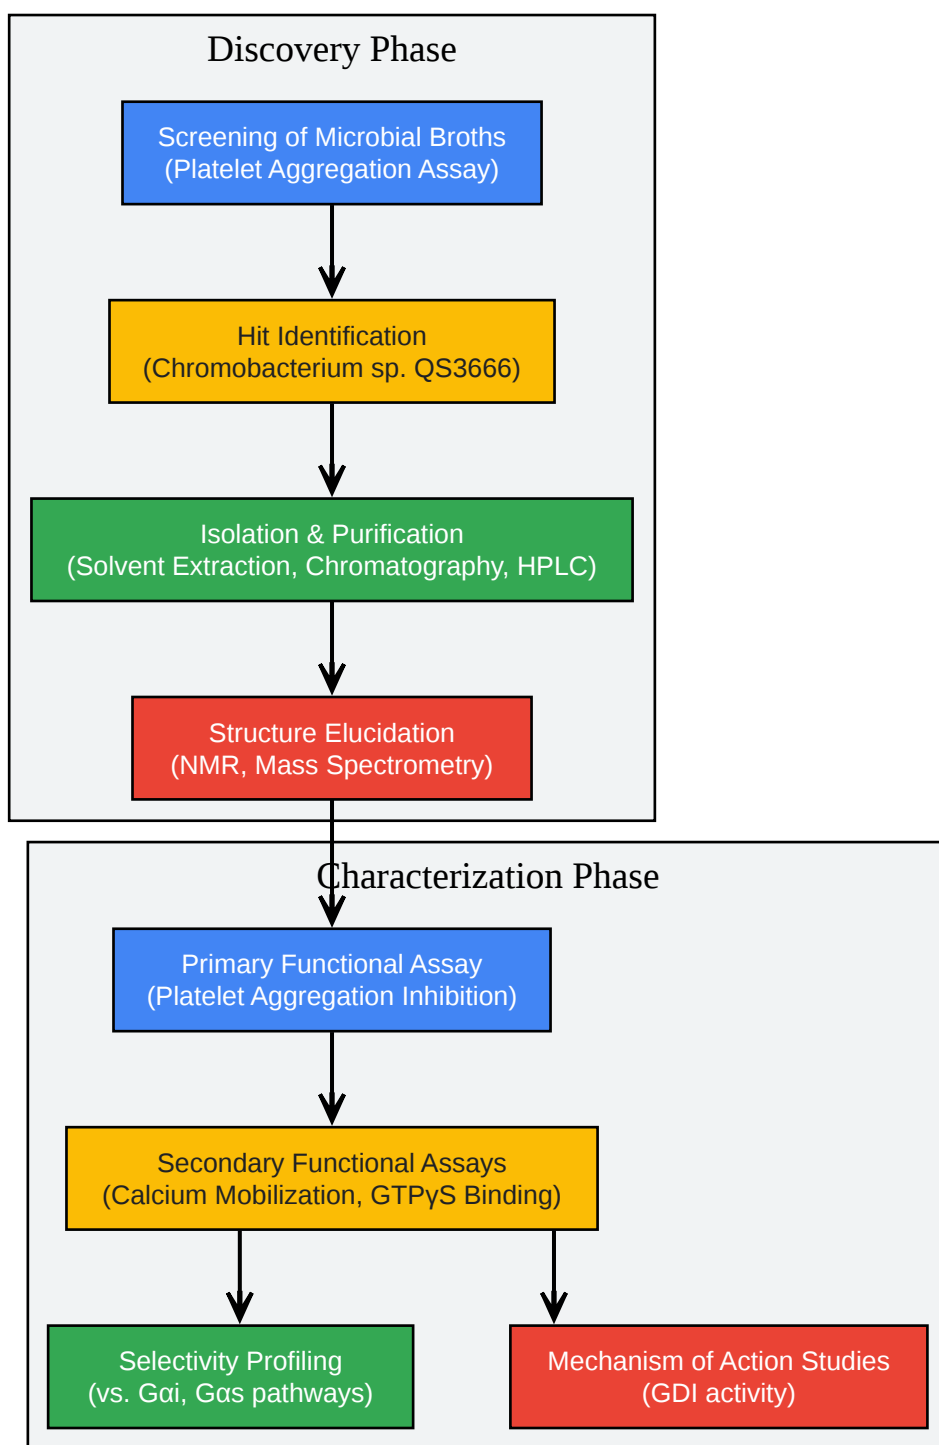 Discovery Phase
Screening of Microbial Broths
(Platelet Aggregation Assay)
Hit Identification
(Chromobacterium sp. QS3666)
Isolation & Purification
(Solvent Extraction, Chromatography, HPLC)
Structure Elucidation
(NMR, Mass Spectrometry)
Characterization Phase
Primary Functional Assay
(Platelet Aggregation Inhibition)
Secondary Functional Assays
(Calcium Mobilization, GTPγS Binding)
Selectivity Profiling
(vs. Gαi, Gαs pathways)
Mechanism of Action Studies
(GDI activity)